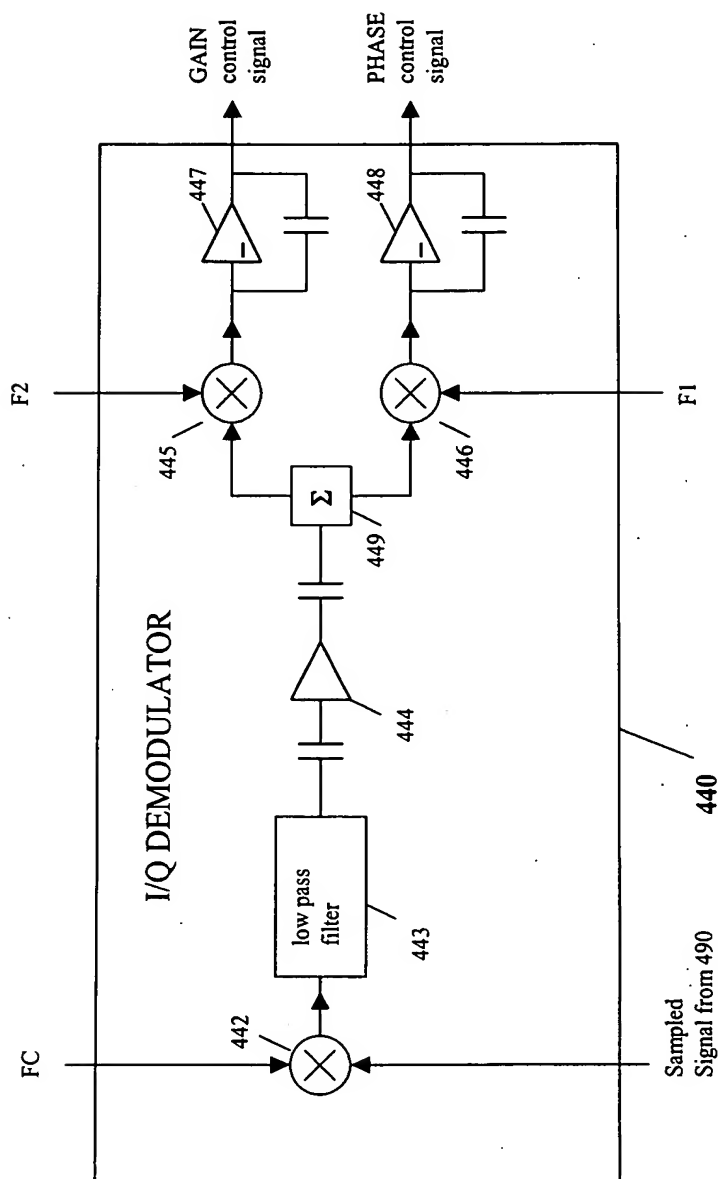 I/Q DEMODULATOR
FC
F2
GAIN
control
signal
442
445
447
low pass
filter
443
444
Σ
449
446
448
PHASE
control
signal
Sampled
Signal from 490
440
F1